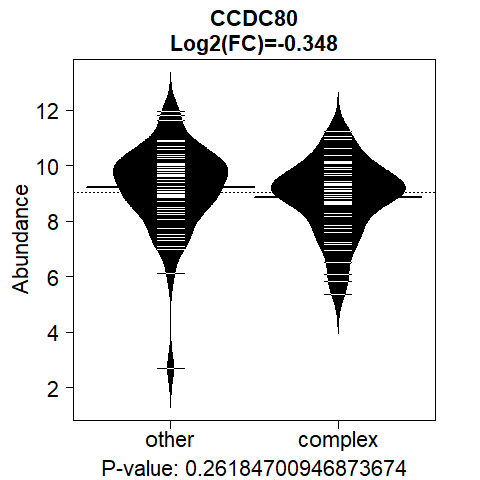 CCDC80
Log2(FC)=-0.348
Abundance
12
10
8
6
4
2
other complex
P-value: 0.26184700946873674